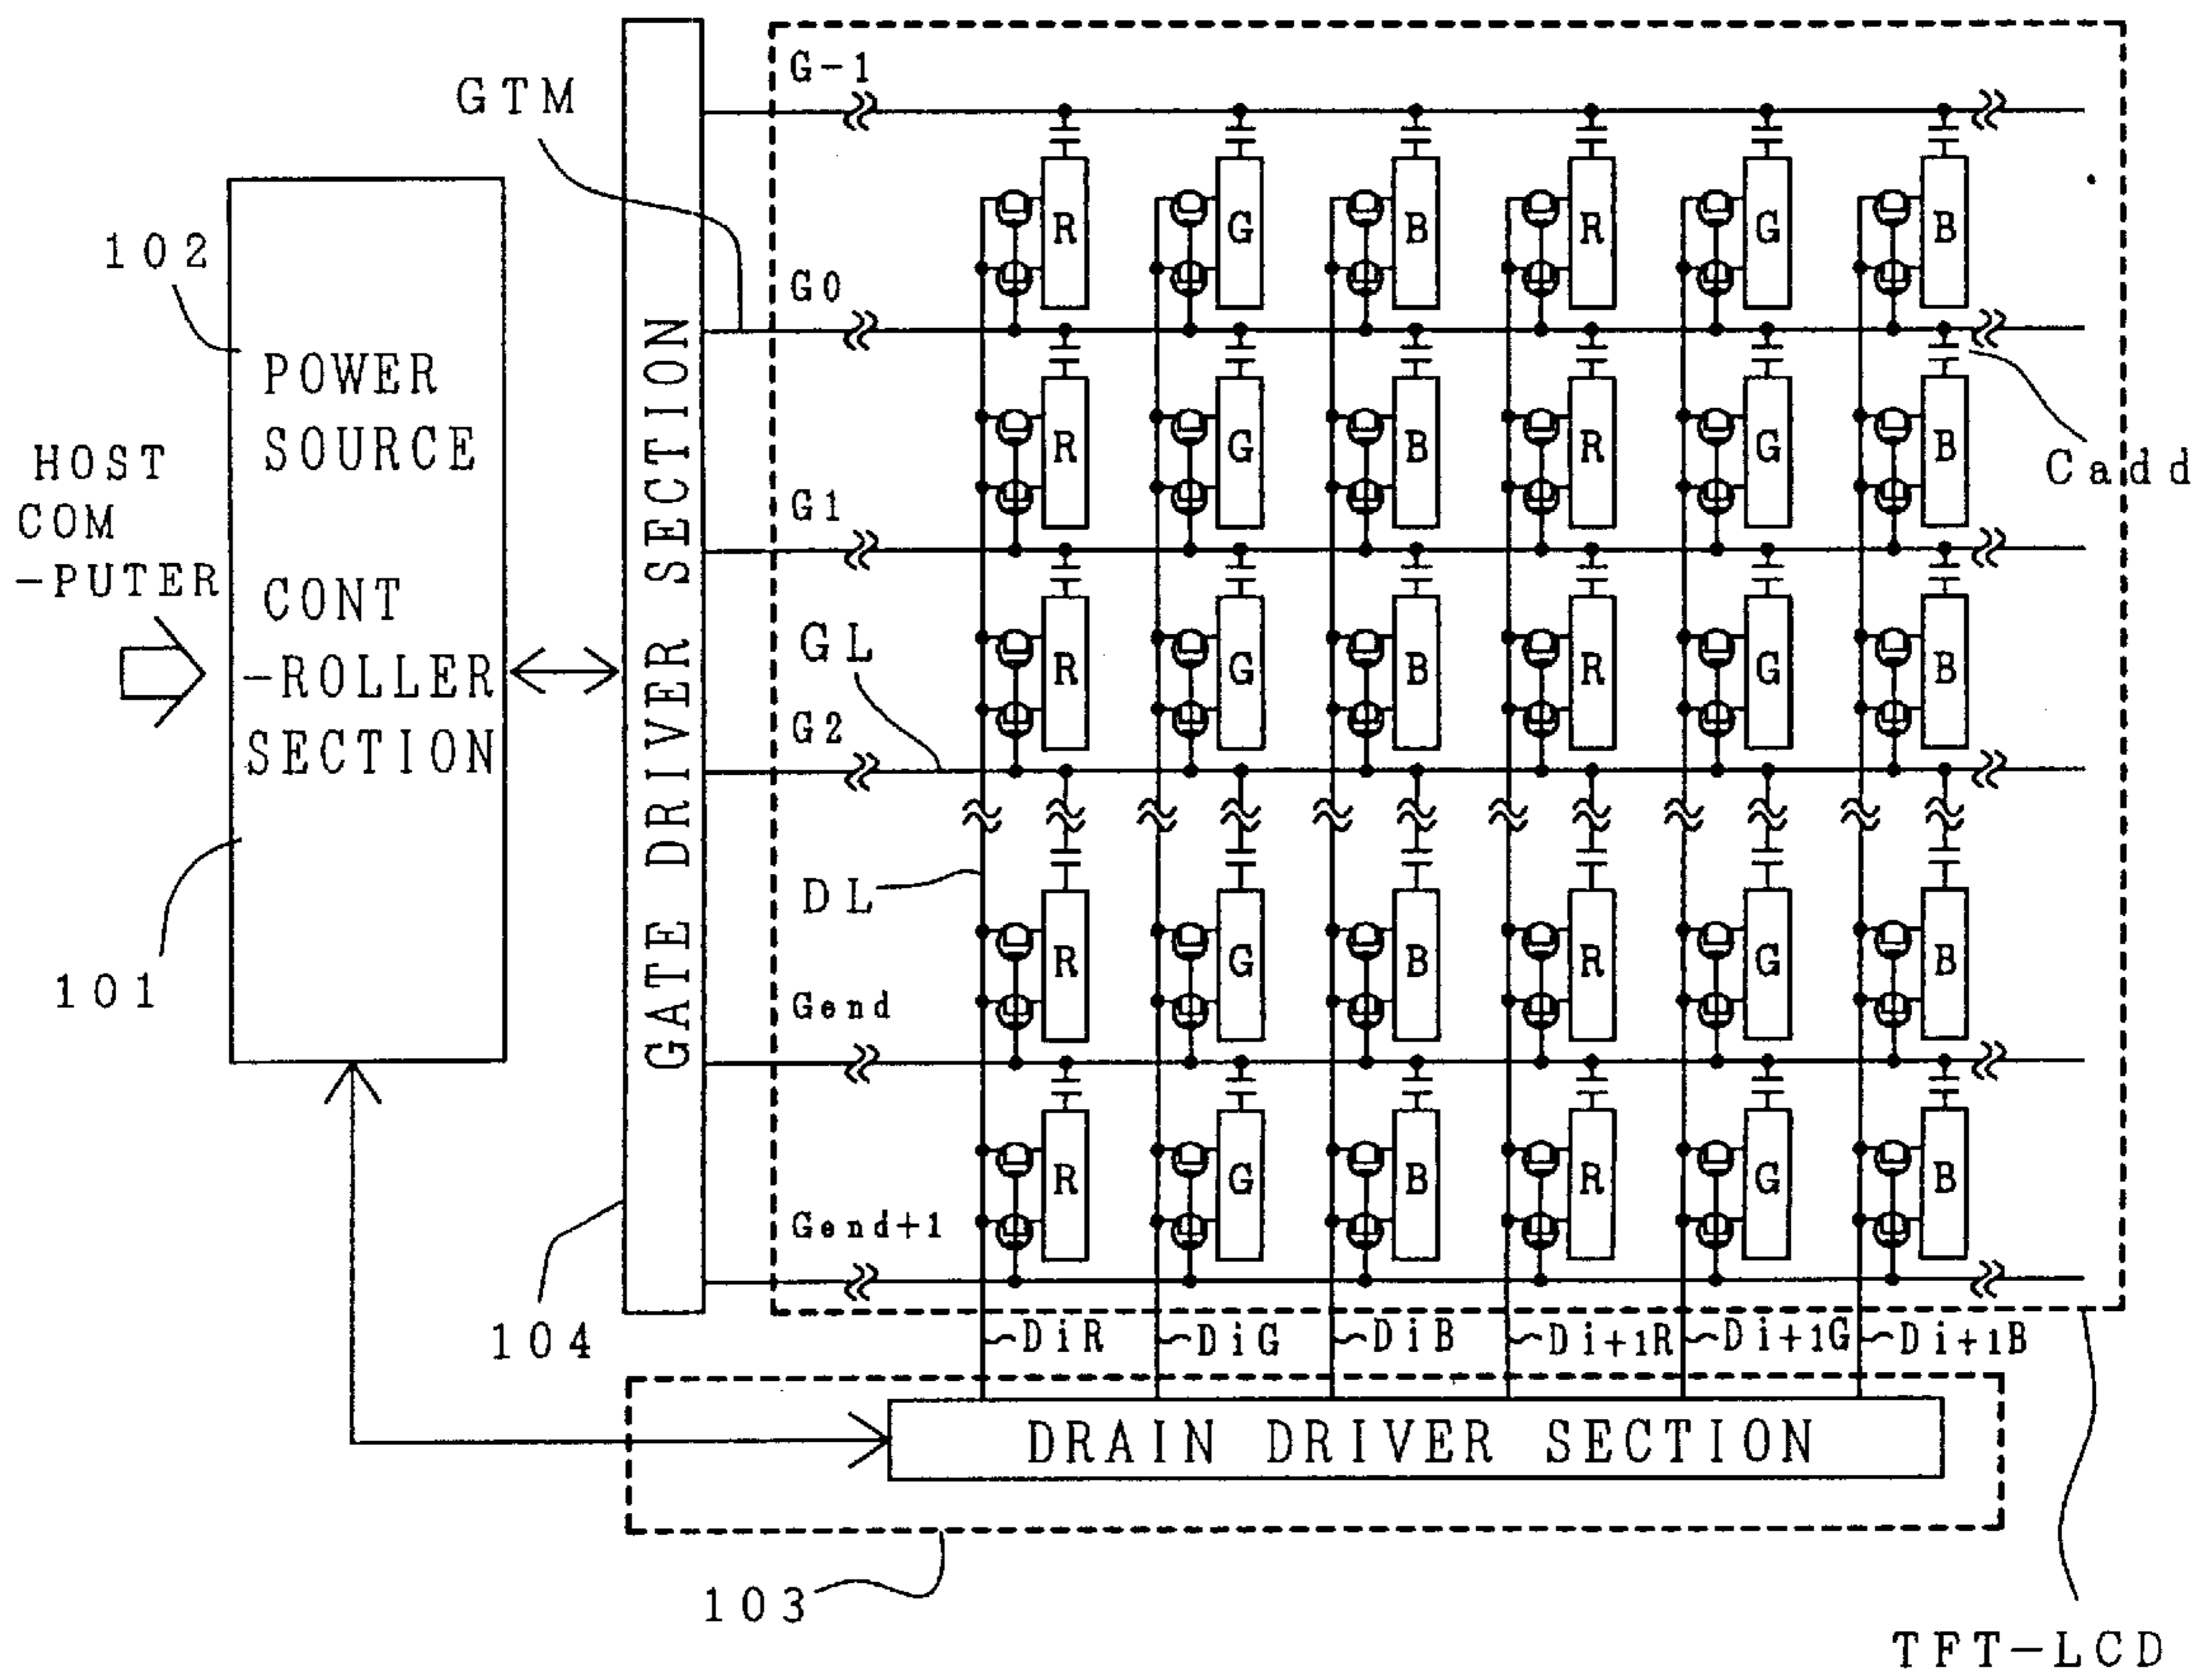 G-1
GTM
R G B R G B
102
G0
POWER
SOURCE
HOST
COM
-PUTER
R G B R G B
Cadd
G1
CONT
-ROLLER
SECTION
GATE DRIVER SECTION
GL
R G B R G B
G2
DL
101
R G B R G B
Gend
R G B R G B
Gend+1
104
DiR DiG DiB Di+1R Di+1G Di+1B
DRAIN DRIVER SECTION
103
TFT-LCD